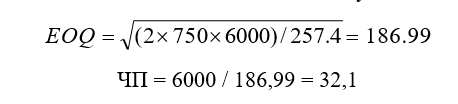 EOQ = √(2×750×6000)/257.4 = 186.99
ЧП = 6000 / 186,99 = 32,1